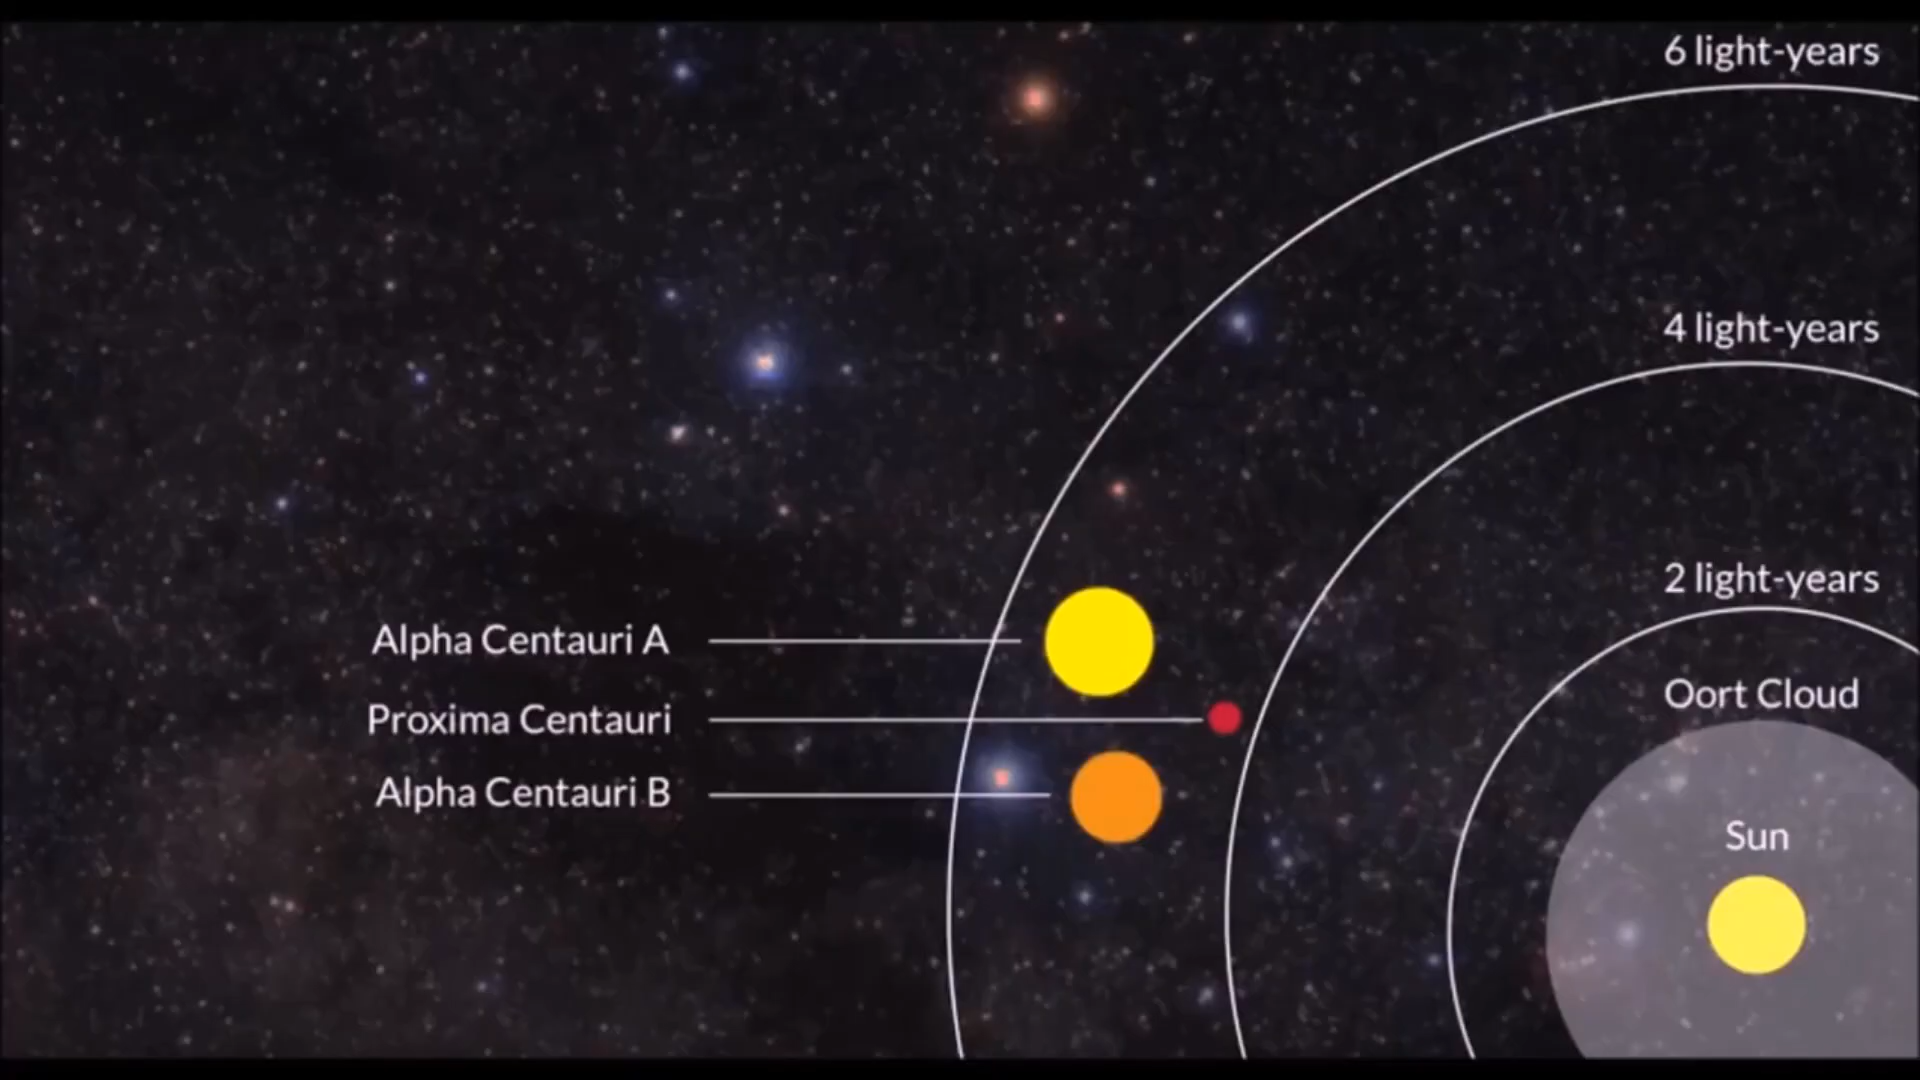 6 light-years
4 light-years
2 light-years
Oort Cloud
Alpha Centauri A
Proxima Centauri
Alpha Centauri B
Sun